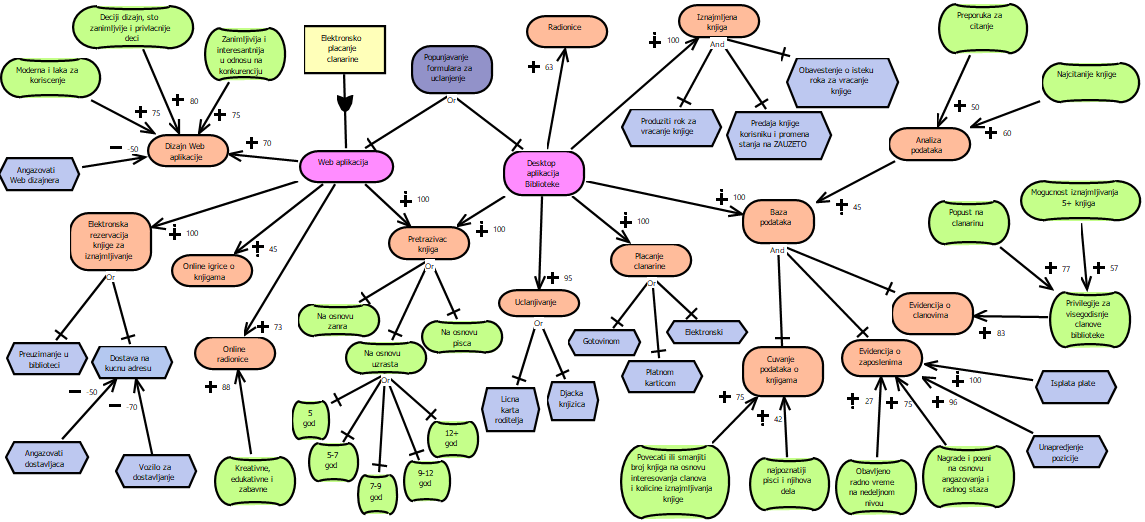 Deciji dizajn, sto
zanimljivije i privlacnije
deci
Zanimljivija i
interesantnija
u odnosu na
konkurenciju
Moderna i laka za
koriscenje
Elektronsko
placanje
clanarine
Popunjavanje
formulara za
uclanjenje
Or
Radionice
63
Iznajmljena
knjiga
And
100
Obavestenje o isteku
roka za vracanje
knjige
Produziti rok za
vracanje knjige
Predaja knjige
korisniku i promena
stanja na ZAUZETO
Preporuka za
citanje
Najcitanije knjige
50
60
Analiza
podataka
45
80
75
75
-50
70
Dizajn Web
aplikacije
Angazovati
Web dizajnera
Web aplikacija
Desktop
aplikacija
Biblioteke
100
100
100
100
100
45
73
95
Elektronska
rezervacija
knjige za
iznajmljivanje
Or
Online igrice o
knjigama
Pretrazivac
knjiga
Or
Placanje
clanarine
Or
Baza
podataka
And
Mogucnost iznajmljivanja
5+ knjiga
Popust na
clanarinu
77
57
Privilegije za
visegodisnje
clanove
biblioteke
83
Evidencija o
clanovima
Uclanjivanje
Or
Na osnovu
zanra
Na osnovu
pisca
Na osnovu
uzrasta
Or
Gotovinom
Elektronski
Platnom
karticom
Preuzimanje u
biblioteci
Dostava na
kucnu adresu
-50
-70
Online
radionice
88
Cuvanje
podataka o
knjigama
75
42
Evidencija o
zaposlenima
100
96
75
27
Isplata plate
Licna
karta
roditelja
Djacka
knjizica
5
god
5-7
god
7-9
god
9-12
god
12+
god
Angazovati
dostavljaca
Vozilo za
dostavljanje
Kreativne,
edukativne i
zabavne
Povecati ili smanjiti
broj knjiga na osnovu
interesovanja clanova
i kolicine iznajmljivanja
knjiga
najpoznatiji
pisci i njihova
dela
Obavljeno
radno vreme
na nedeljnom
nivou
Nagrade i poeni
na osnovu
angazovanja i
radnog staza
Unapredjenje
pozicije